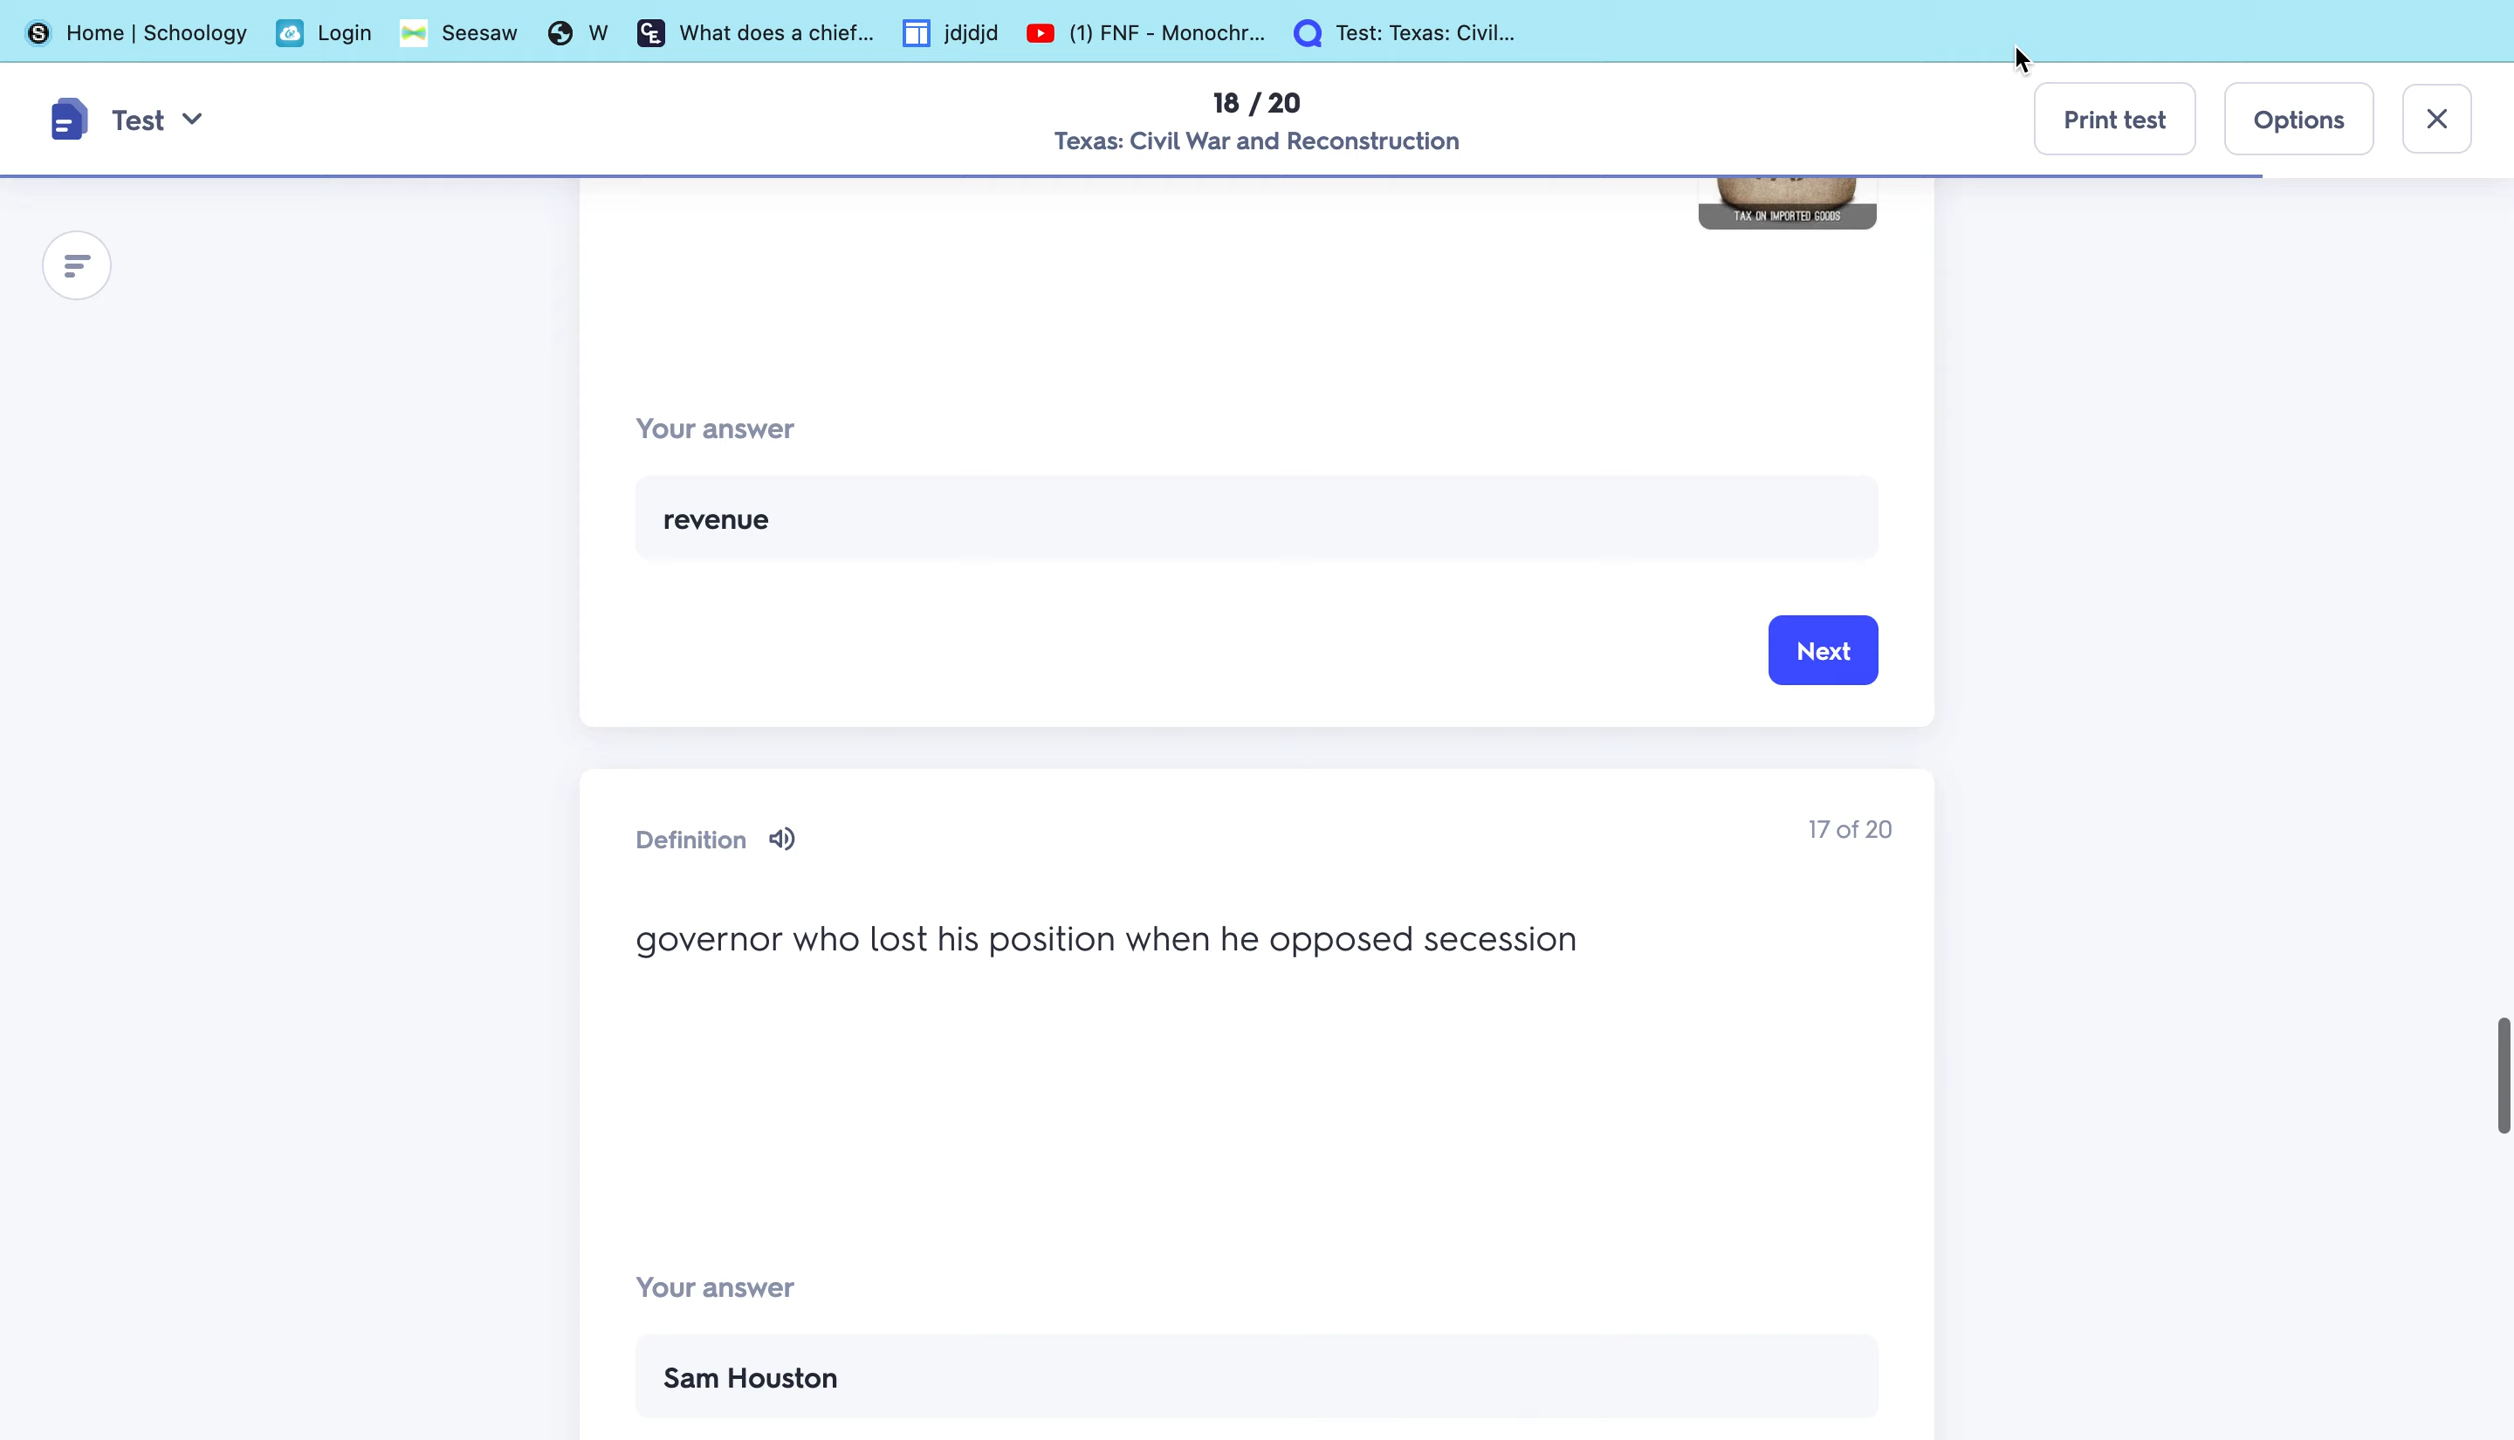 Home | Schoology Login Seesaw W What does a chief... jdjdjd (1) FNF - Monochr... Test: Texas: Civil...
Test
18 / 20
Texas: Civil War and Reconstruction
Print test
Options
TAX ON IMPORTED GOODS
Your answer
revenue
Next
Definition
17 of 20
governor who lost his position when he opposed secession
Your answer
Sam Houston